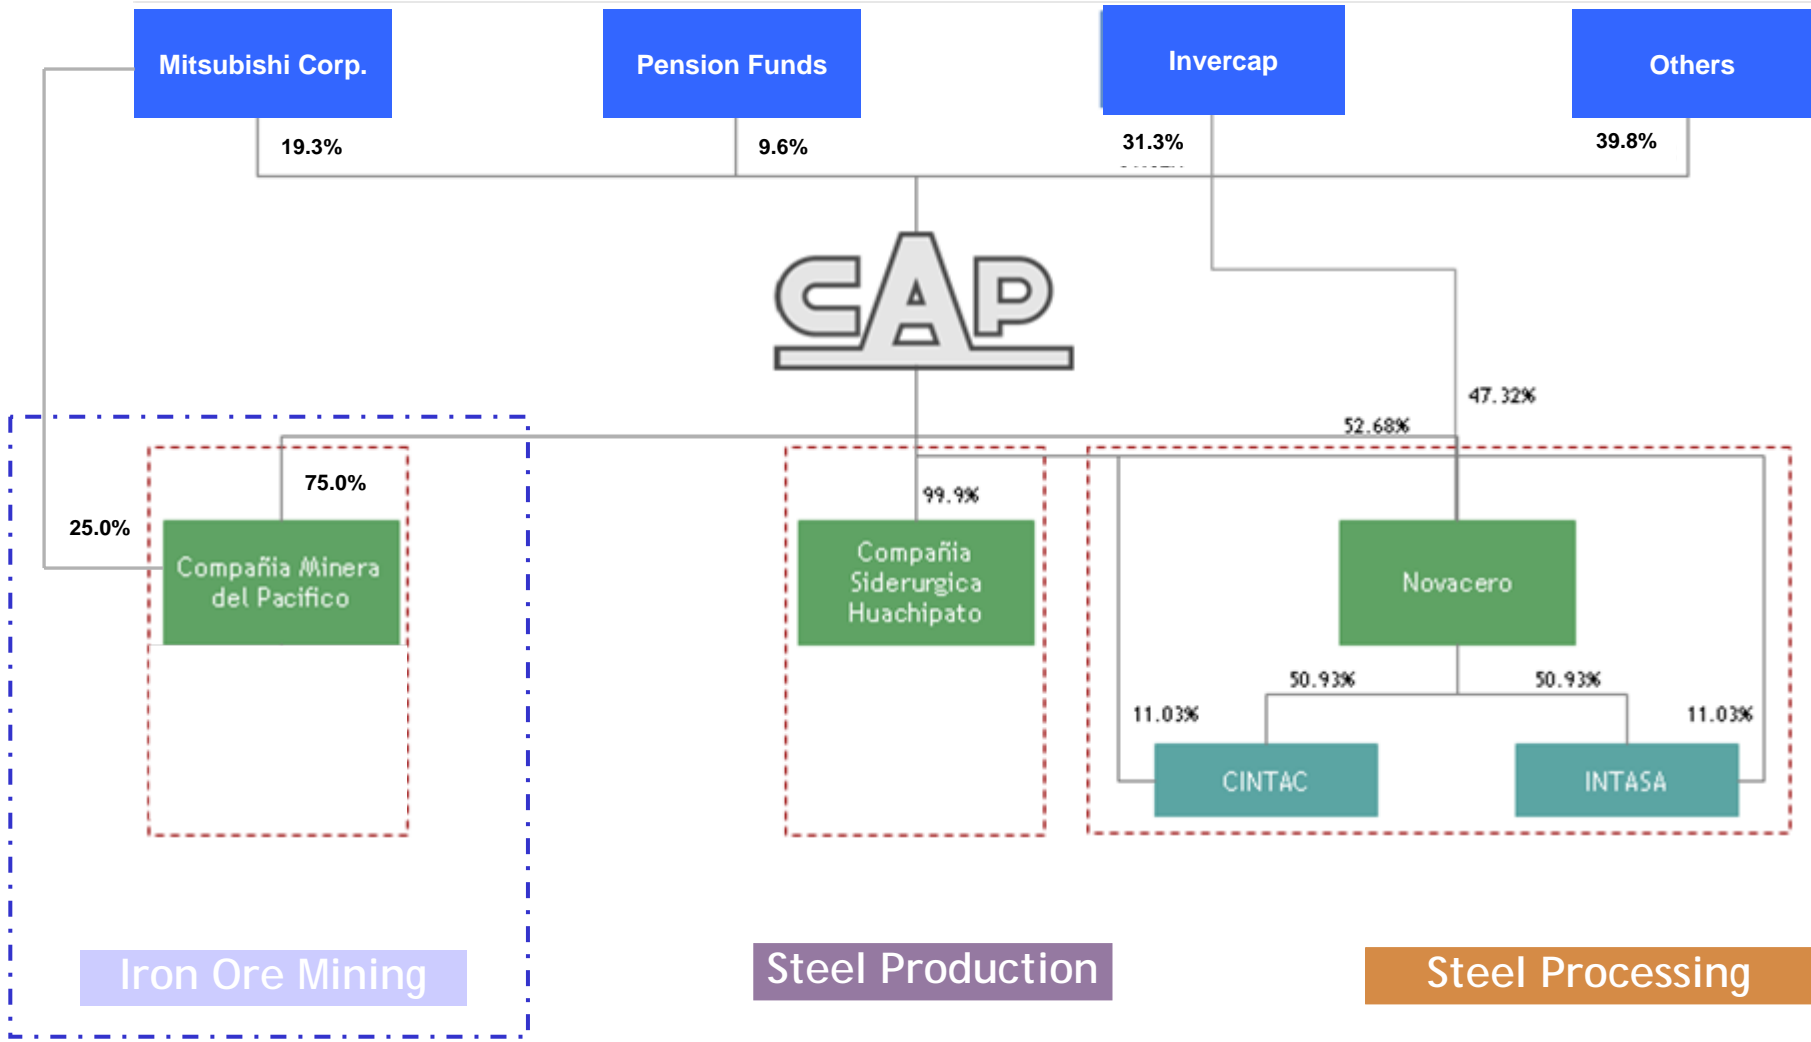 Mitsubishi Corp.
Pension Funds
Invercap
Others
19.3%
9.6%
31.3%
39.8%
CAP
47.32%
52.68%
75.0%
99.9%
25.0%
Compañia Minera
del Pacifico
Compañia
Siderurgica
Huachipato
Novacero
50.93%
50.93%
11.03%
11.03%
CINTAC
INTASA
Iron Ore Mining
Steel Production
Steel Processing